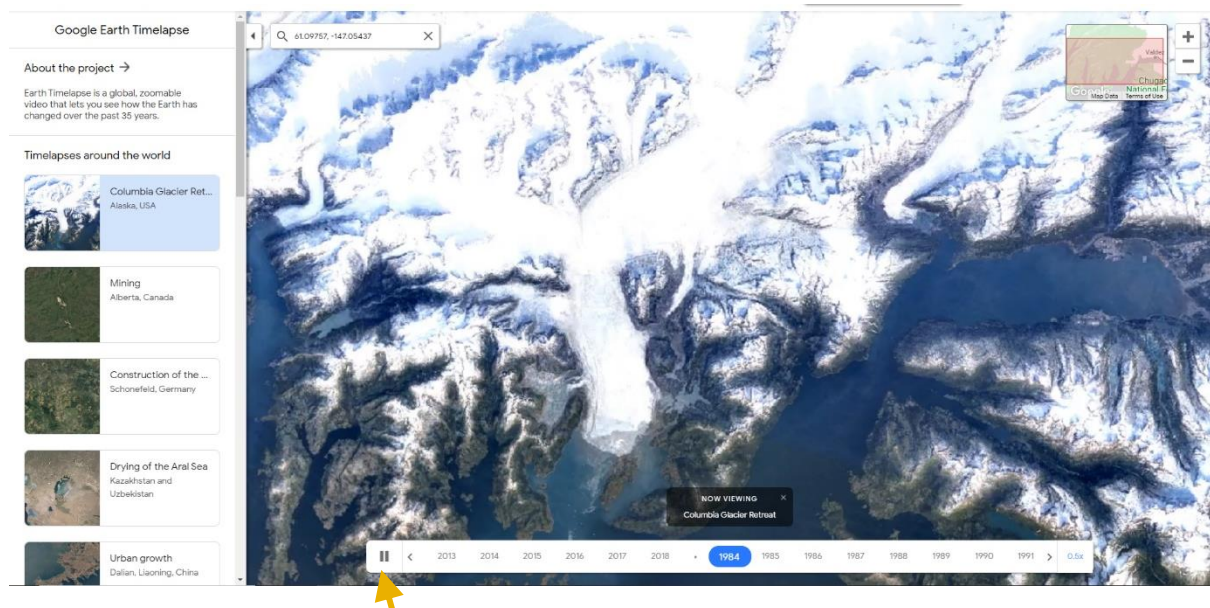 Google Earth Timelapse
About the project →
Earth Timelapse is a global, zoomable
video that lets you see how the Earth has
changed over the past 35 years.
Timelapses around the world
Columbia Glacier Ret...
Alaska, USA
Mining
Alberta, Canada
Construction of the ...
Schonefeld, Germany
Drying of the Aral Sea
Kazakhstan and
Uzbekistan
Urban growth
Dalian, Liaoning, China
61.09757, -147.05437
Valdez
Chugac
National F
Google
Map Data Terms of Use
NOW VIEWING
Columbia Glacier Retreat
2013 2014 2015 2016 2017 2018 • 1984 1985 1986 1987 1988 1989 1990 1991 0.5x